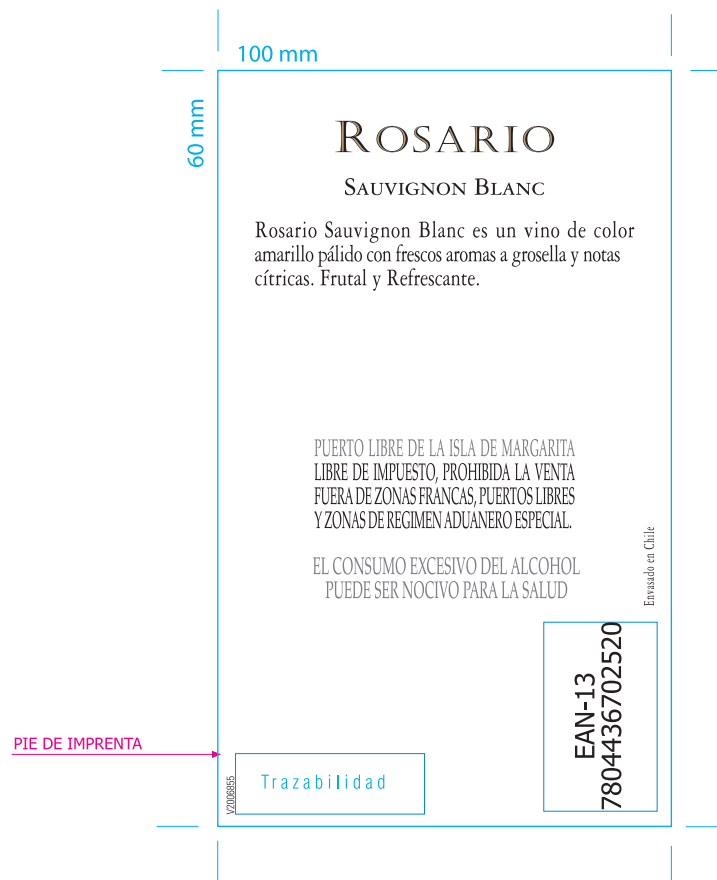 100 mm
60 mm
ROSARIO
SAUVIGNON BLANC
Rosario Sauvignon Blanc es un vino de color
amarillo pálido con frescos aromas a grosella y notas
cítricas. Frutal y Refrescante.
PUERTO LIBRE DE LA ISLA DE MARGARITA
LIBRE DE IMPUESTO, PROHIBIDA LA VENTA
FUERA DE ZONAS FRANCAS, PUERTOS LIBRES
Y ZONAS DE REGIMEN ADUANERO ESPECIAL.
EL CONSUMO EXCESIVO DEL ALCOHOL
PUEDE SER NOCIVO PARA LA SALUD
Envasado en Chile
EAN-13
7804436702520
PIE DE IMPRENTA
Trazabilidad
V2006855